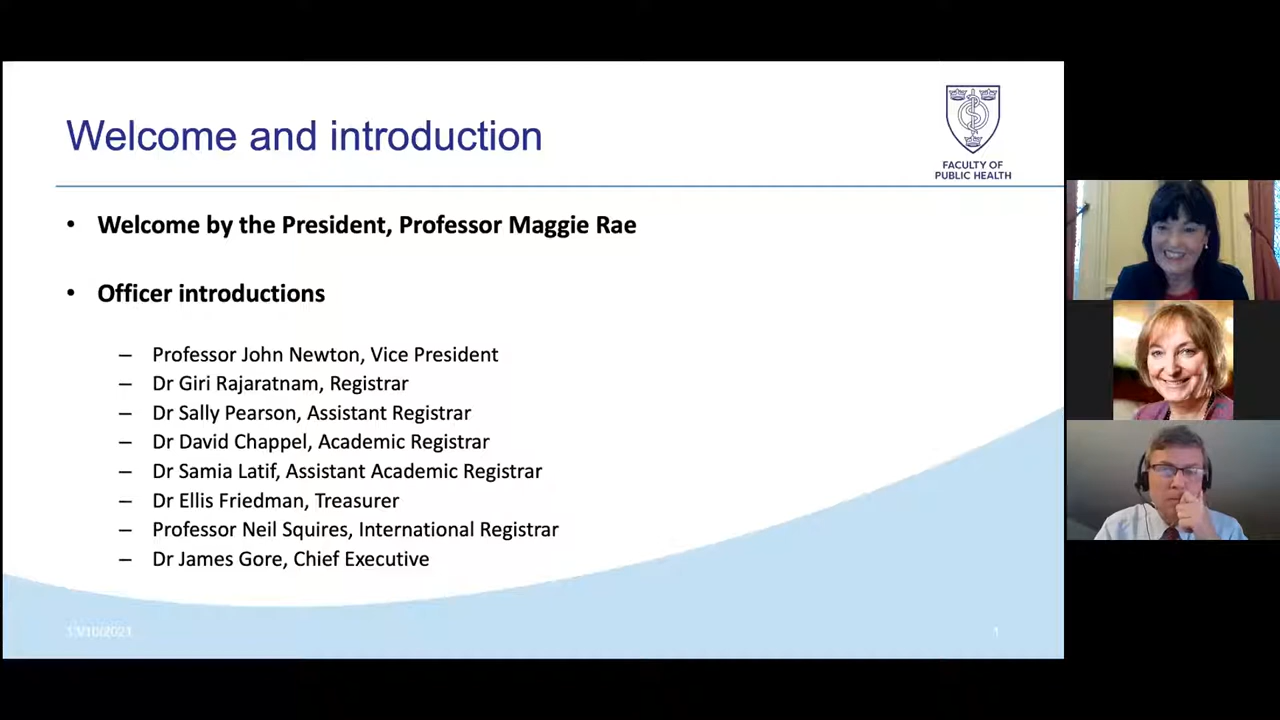 Welcome and introduction
FACULTY OF
PUBLIC HEALTH
• Welcome by the President, Professor Maggie Rae
• Officer introductions
– Professor John Newton, Vice President
– Dr Giri Rajaratnam, Registrar
– Dr Sally Pearson, Assistant Registrar
– Dr David Chappel, Academic Registrar
– Dr Samia Latif, Assistant Academic Registrar
– Dr Ellis Friedman, Treasurer
– Professor Neil Squires, International Registrar
– Dr James Gore, Chief Executive
1